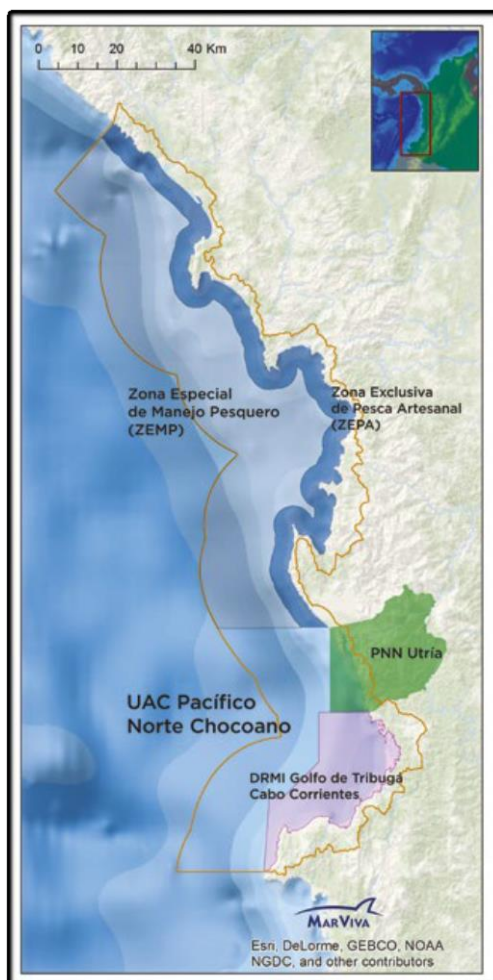 0 10 20 40 Km
Zona Especial
de Manejo Pesquero
(ZEMP)
Zona Exclusiva
de Pesca Artesanal
(ZEPA)
PNN Utría
UAC Pacífico
Norte Chocoano
DRMI Golfo de Tribugá
Cabo Corrientes
MARVIVA
Esri, DeLorme, GEBCO, NOAA
NGDC, and other contributors